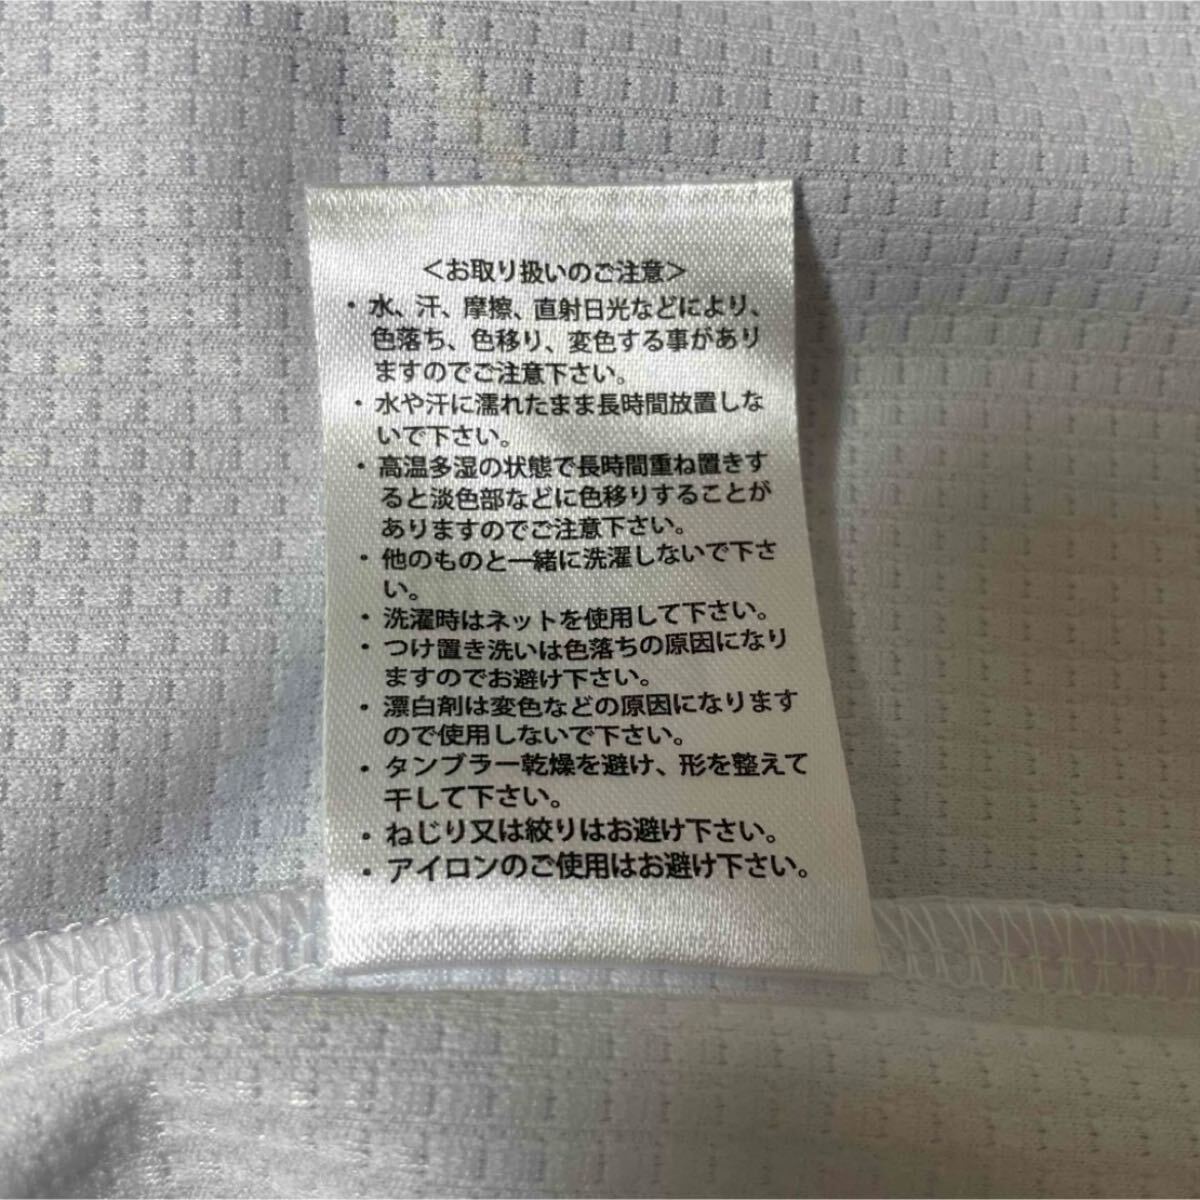 ＜お取り扱いのご注意＞
・水、汗、摩擦、直射日光などにより、
色落ち、色移り、変色する事があり
ますのでご注意下さい。
・水や汗に濡れたまま長時間放置しな
いで下さい。
・高温多湿の状態で長時間重ね置きす
ると淡色部などに色移りすることが
ありますのでご注意下さい。
・他のものと一緒に洗濯しないで下さ
い。
・洗濯時はネットを使用して下さい。
・つけ置き洗いは色落ちの原因になり
ますのでお避け下さい。
・漂白剤は変色などの原因になります
ので使用しないで下さい。
・タンブラー乾燥を避け、形を整えて
干して下さい。
・ねじり又は絞りはお避け下さい。
・アイロンのご使用はお避け下さい。